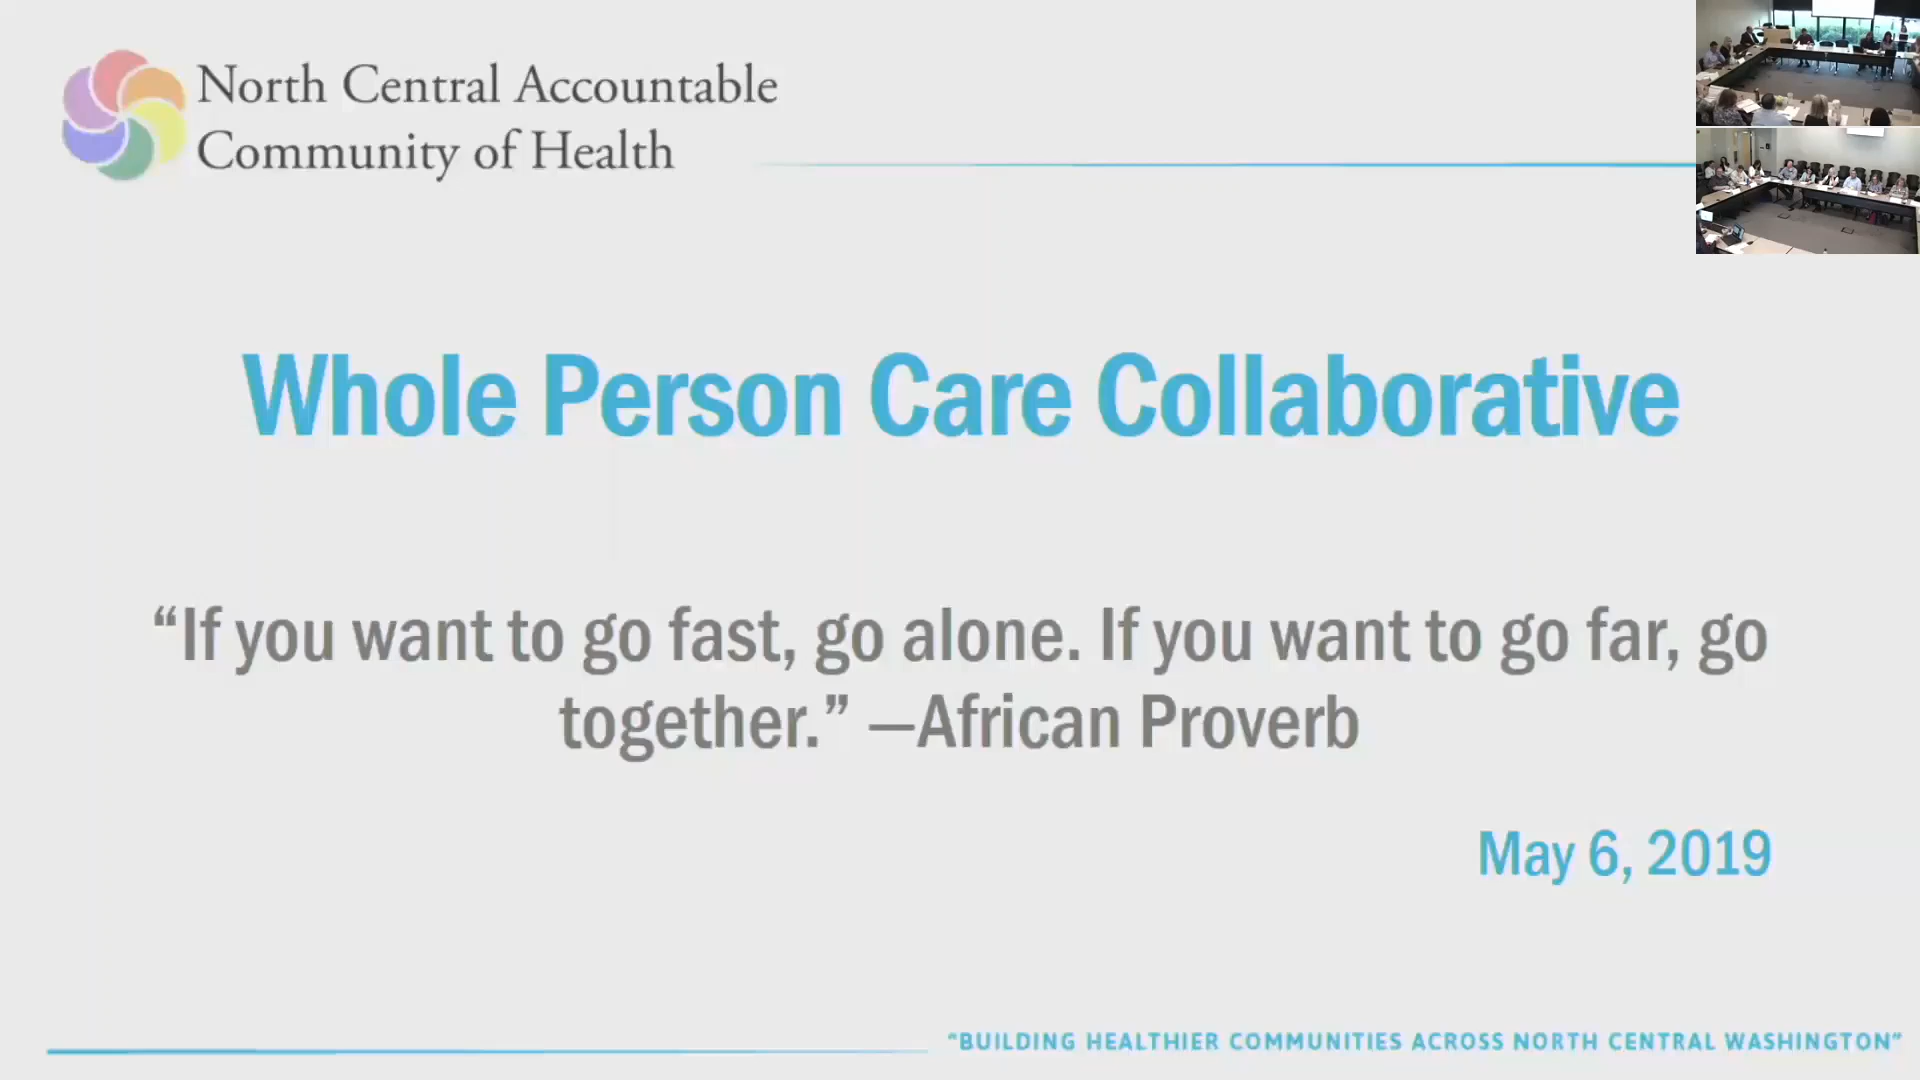 North Central Accountable
Community of Health
Whole Person Care Collaborative
“If you want to go fast, go alone. If you want to go far, go
together.” —African Proverb
May 6, 2019
“BUILDING HEALTHIER COMMUNITIES ACROSS NORTH CENTRAL WASHINGTON”